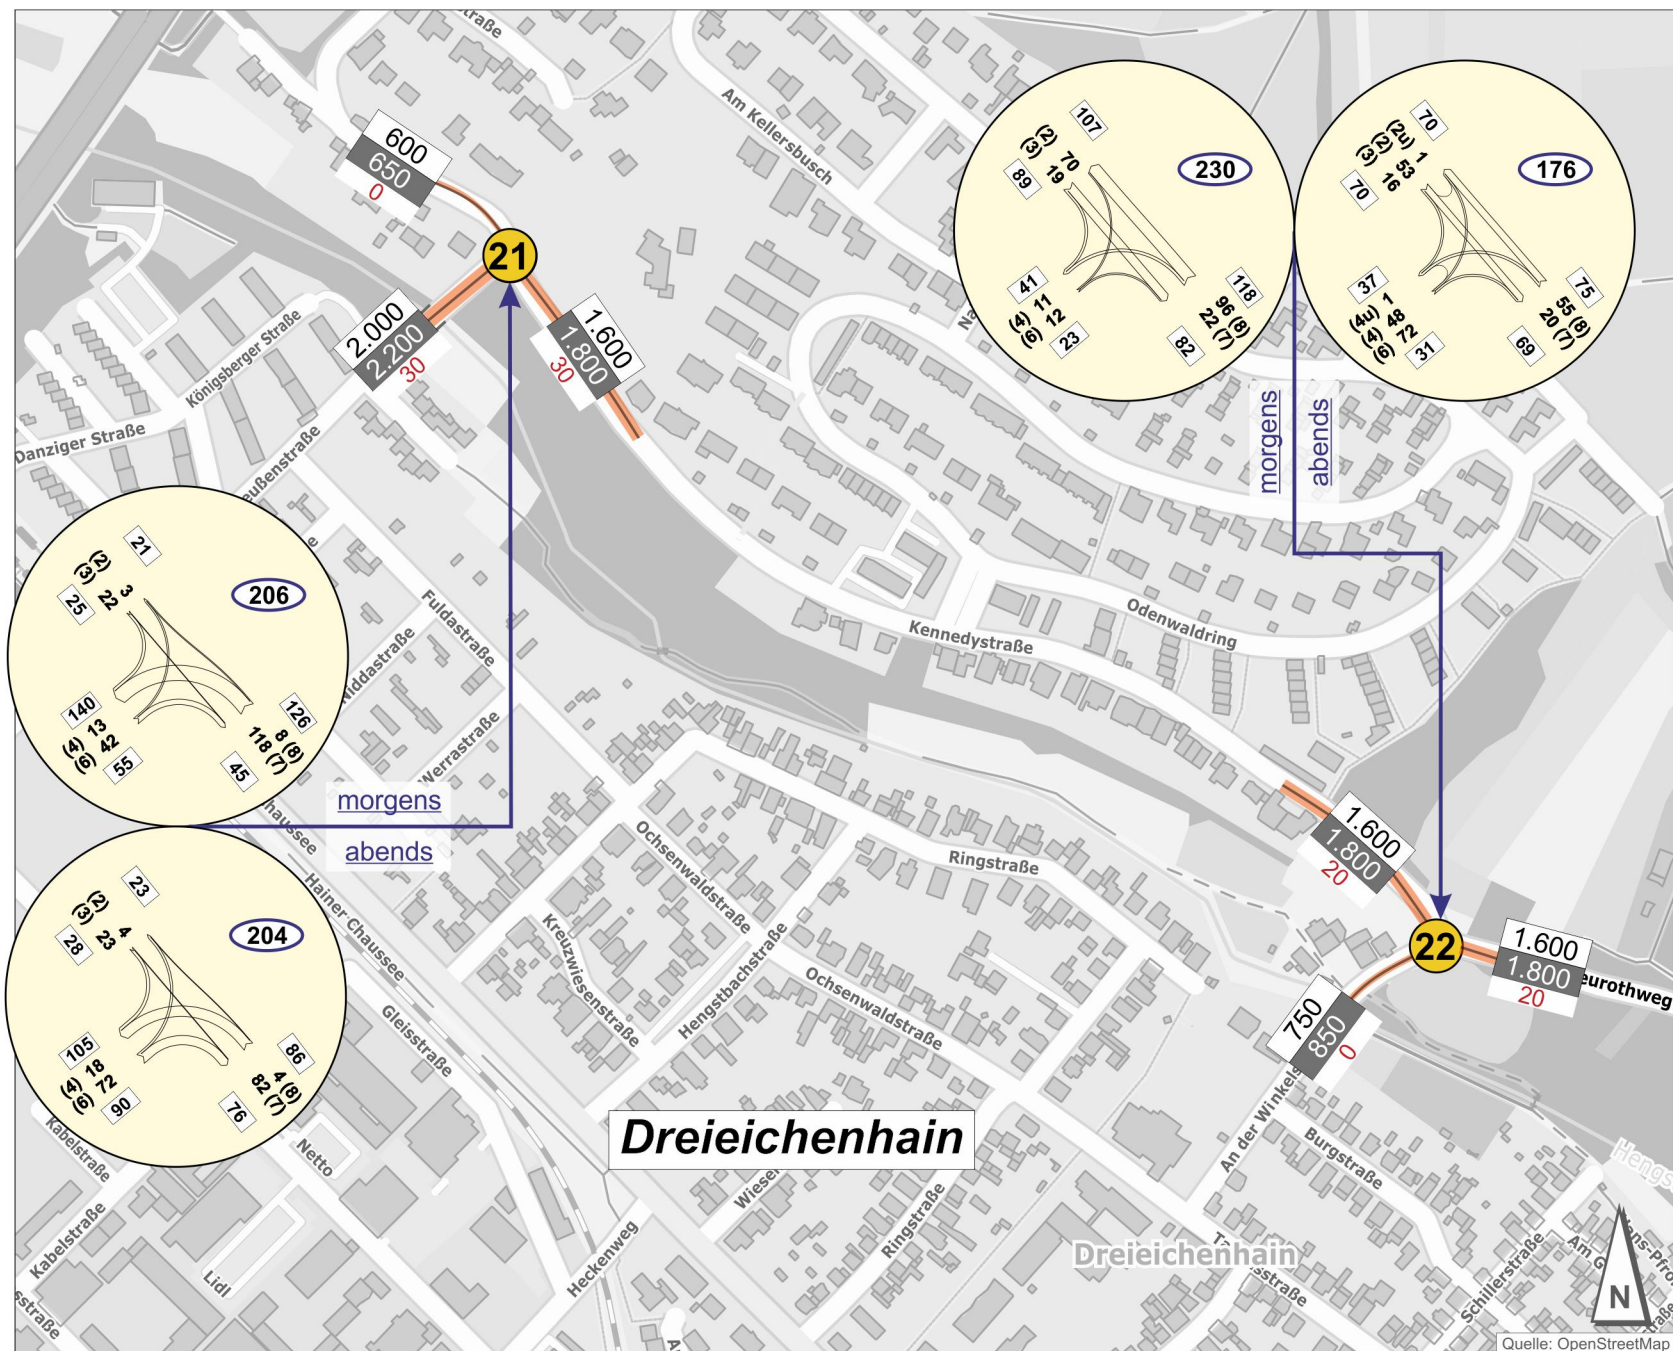 Am Kellersbusch
600
650
0
21
2.000
2.200
30
1.600
1.800
30
107
(2) 70
(3) 19
89
230
41
(4) 11
(6) 12
23
118
96 (8)
22 (7)
82
70
(2u) 1
(2) 53
(3) 16
70
176
37
(4u) 1
(4) 48
(6) 72
31
75
55 (8)
20 (7)
69
morgens
abends
Königsberger Straße
Danziger Straße
21
(2) 3
(3) 22
25
206
140
(4) 13
(6) 42
55
126
8 (8)
118 (7)
45
morgens
abends
23
(2) 4
(3) 23
28
204
105
(4) 18
(6) 72
90
86
4 (8)
82 (7)
76
Fuldastraße
Niddastraße
Werrastraße
Kennedystraße
Odenwaldring
Ringstraße
Ochsenwaldstraße
Kreuzwiesenstraße
Hengstbachstraße
Ochsenwaldstraße
Hainer Chaussee
Gleisstraße
1.600
1.800
20
22
1.600
1.800
20
eurothweg
750
850
0
An der Winkels
Burgstraße
Dreieichenhain
Kabelstraße
Kabelstraße
Netto
Lidl
Heckenweg
Wiesen
Ringstraße
Dreieichenhain
Schillerstraße
Am G
Hengs
N
Quelle: OpenStreetMap